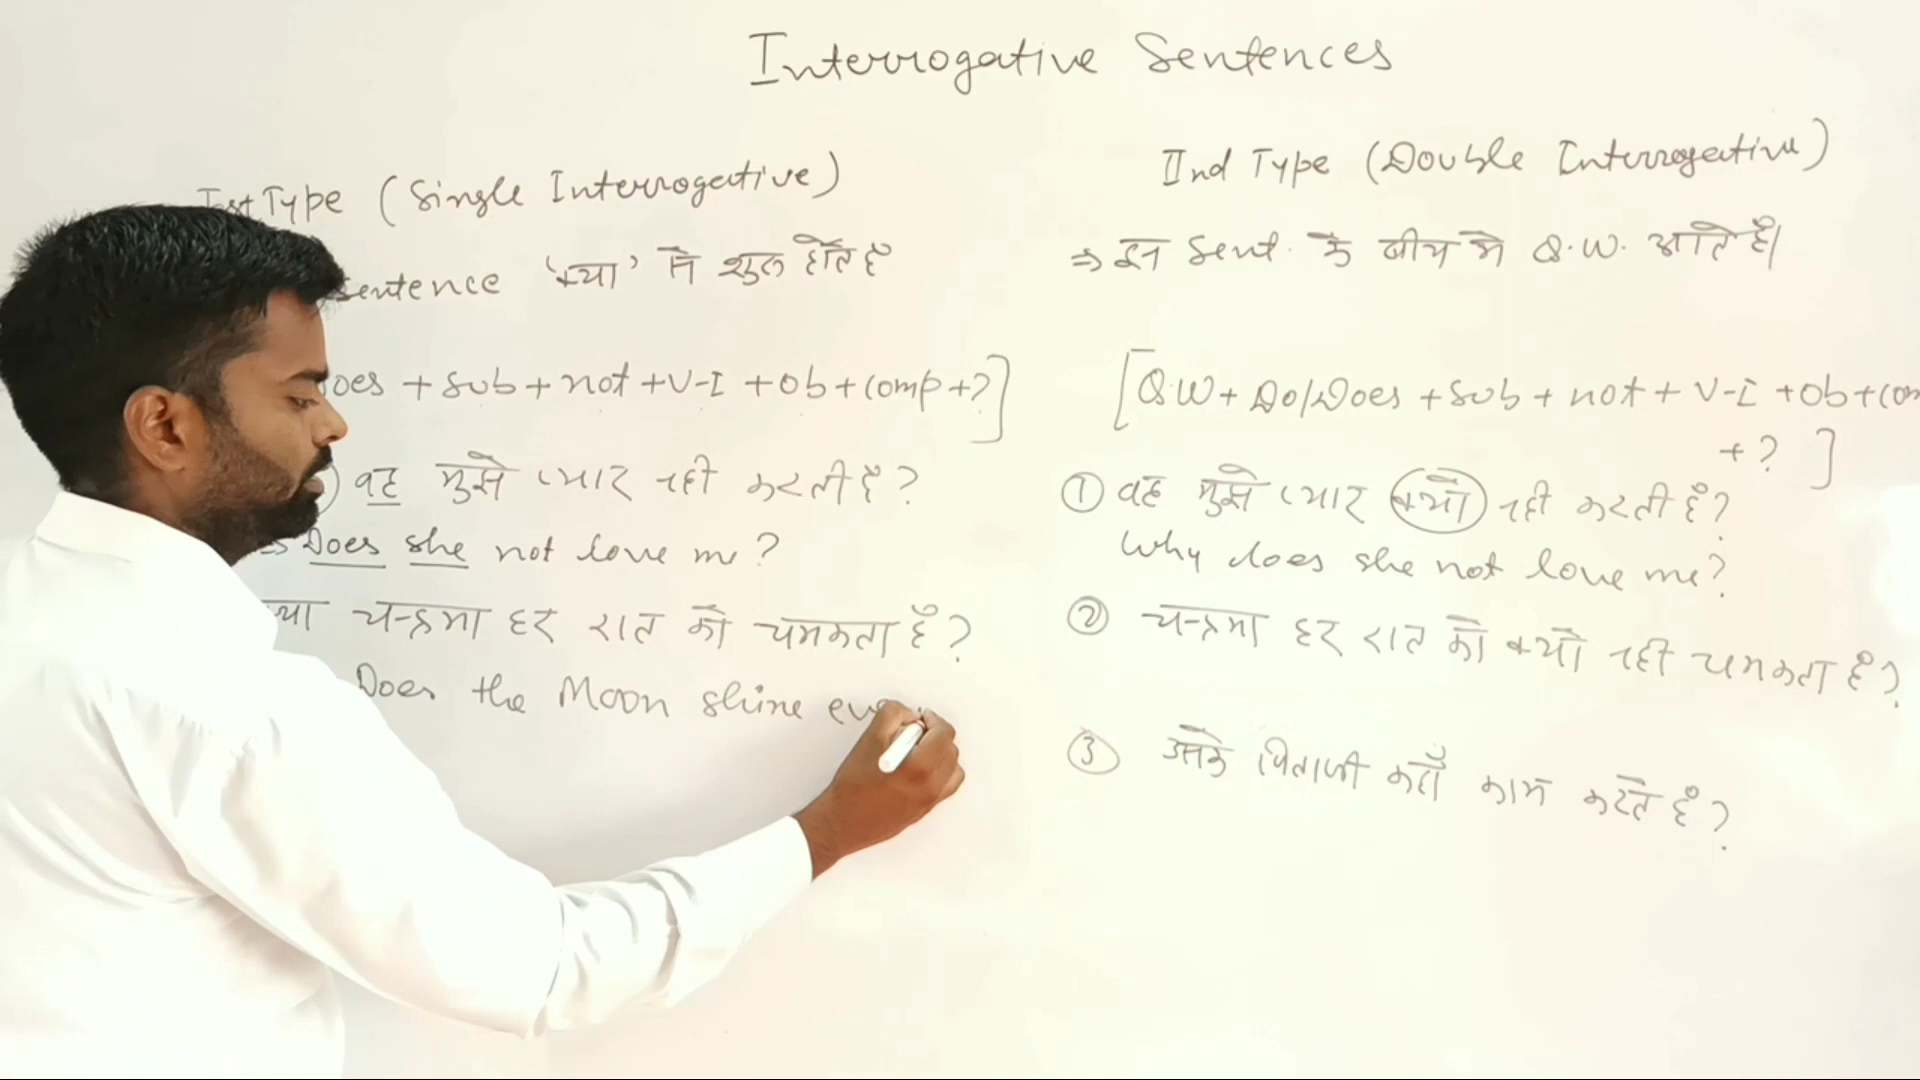 Interrogative Sentences
Ist Type (Single Interrogative)
sentence 'क्या' से शुरू होते है
oes + Sub + not + V-I + Ob + comp + ?]
वह मुझसे प्यार नही करती है?
Does she not love me?
क्या चन्द्रमा हर रात को चमकता है?
Does the Moon shine eve
IInd Type (Double Interrogative)
⇒ इन Sent. के बीच मे Q.W. आते है।
[Q.W + Do/Does + Sub + not + V-I + Ob + com
+ ? ]
① वह मुझसे प्यार क्यों नही करती है?
Why does she not love me?
② चन्द्रमा हर रात को क्यो नही चमकता है?
③ उसके पिताजी कहाँ काम करते है?